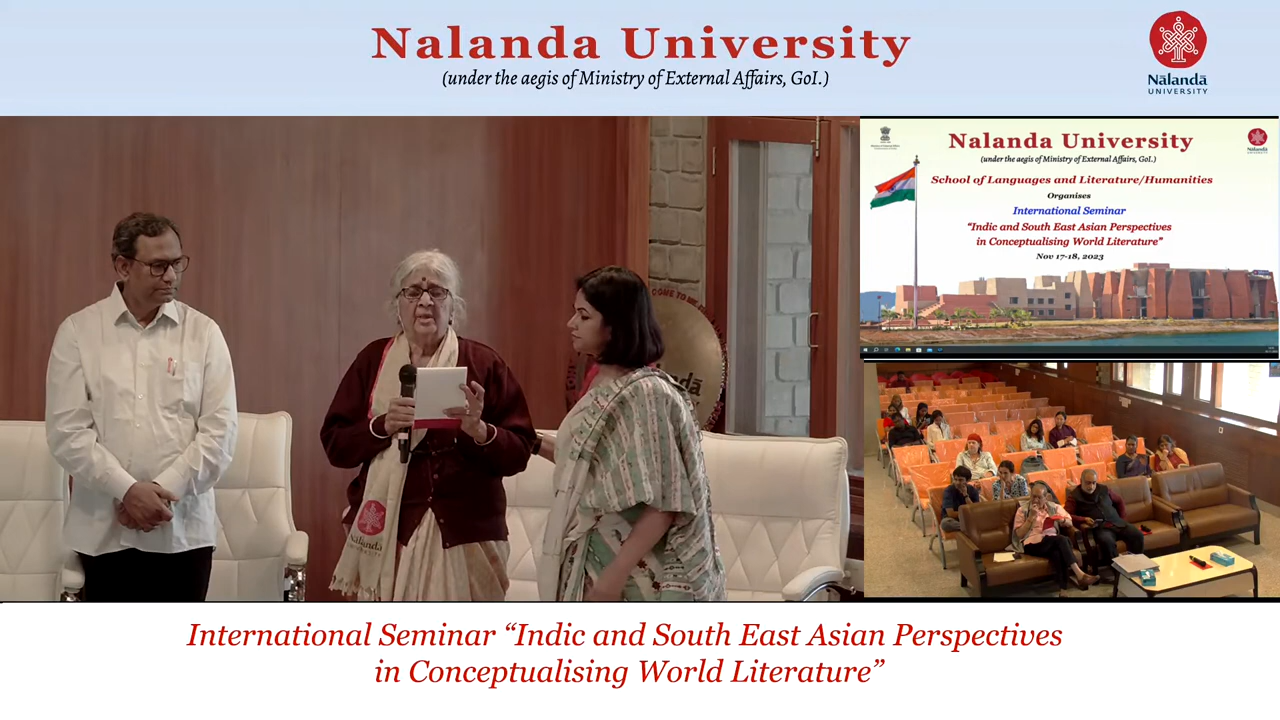 Nalanda University
(under the aegis of Ministry of External Affairs, GoI.)
Nālandā
UNIVERSITY
Nalanda University
(under the aegis of Ministry of External Affairs, GoI.)
School of Languages and Literature/Humanities
Organises
International Seminar
“Indic and South East Asian Perspectives
in Conceptualising World Literature”
Nov 17-18, 2023
Nālandā
International Seminar “Indic and South East Asian Perspectives
in Conceptualising World Literature”